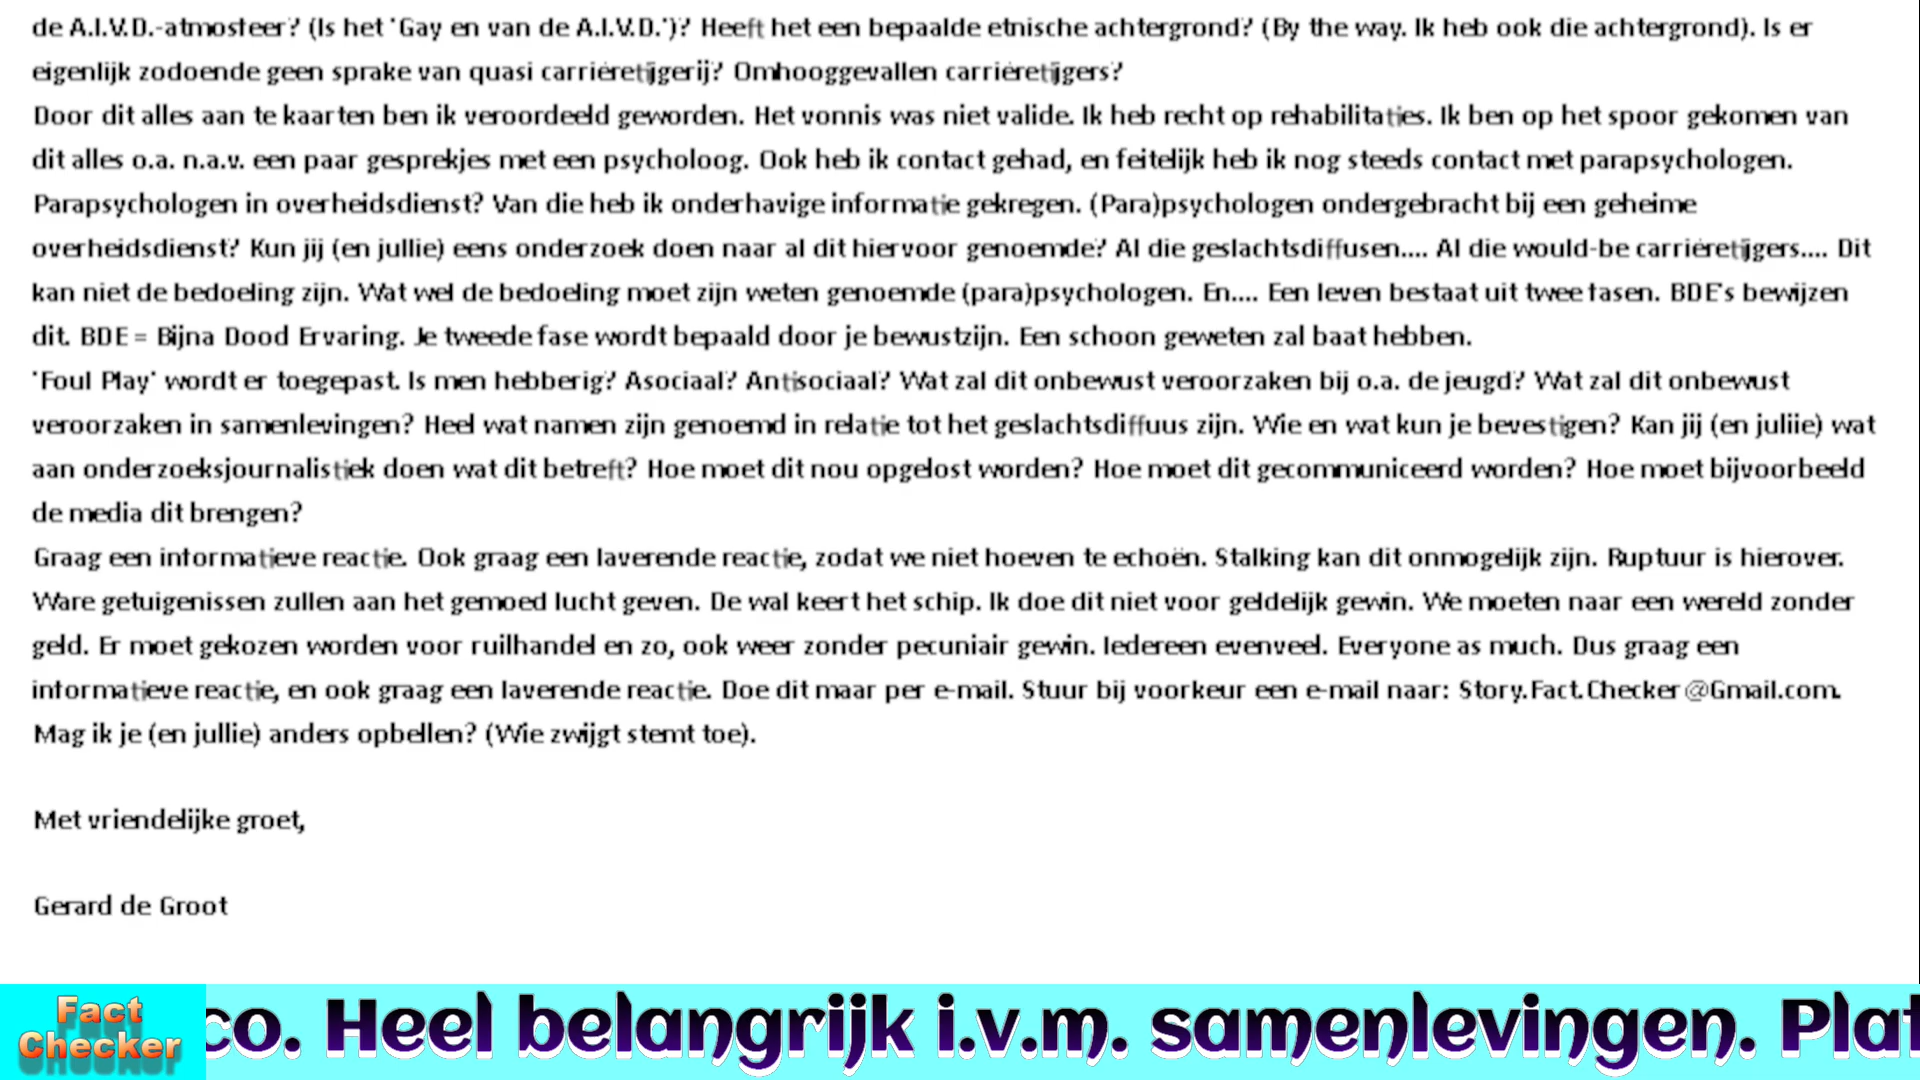 de A.I.V.D.-atmosfeer? (Is het 'Gay en van de A.I.V.D.')? Heeft het een bepaalde etnische achtergrond? (By the way. Ik heb ook die achtergrond). Is er
eigenlijk zodoende geen sprake van quasi carrièretijgerij? Omhooggevallen carrièretijgers?
Door dit alles aan te kaarten ben ik veroordeeld geworden. Het vonnis was niet valide. Ik heb recht op rehabilitaties. Ik ben op het spoor gekomen van
dit alles o.a. n.a.v. een paar gesprekjes met een psycholoog. Ook heb ik contact gehad, en feitelijk heb ik nog steeds contact met parapsychologen.
Parapsychologen in overheidsdienst? Van die heb ik onderhavige informatie gekregen. (Para)psychologen ondergebracht bij een geheime
overheidsdienst? Kun jij (en jullie) eens onderzoek doen naar al dit hiervoor genoemde? Al die geslachtsdiffusen.... Al die would-be carrièretijgers.... Dit
kan niet de bedoeling zijn. Wat wel de bedoeling moet zijn weten genoemde (para)psychologen. En.... Een leven bestaat uit twee fasen. BDE's bewijzen
dit. BDE = Bijna Dood Ervaring. Je tweede fase wordt bepaald door je bewustzijn. Een schoon geweten zal baat hebben.
'Foul Play' wordt er toegepast. Is men hebberig? Asociaal? Antisociaal? Wat zal dit onbewust veroorzaken bij o.a. de jeugd? Wat zal dit onbewust
veroorzaken in samenlevingen? Heel wat namen zijn genoemd in relatie tot het geslachtsdiffuus zijn. Wie en wat kun je bevestigen? Kan jij (en juliie) wat
aan onderzoeksjournalistiek doen wat dit betreft? Hoe moet dit nou opgelost worden? Hoe moet dit gecommuniceerd worden? Hoe moet bijvoorbeeld
de media dit brengen?
Graag een informatieve reactie. Ook graag een laverende reactie, zodat we niet hoeven te echoën. Stalking kan dit onmogelijk zijn. Ruptuur is hierover.
Ware getuigenissen zullen aan het gemoed lucht geven. De wal keert het schip. Ik doe dit niet voor geldelijk gewin. We moeten naar een wereld zonder
geld. Er moet gekozen worden voor ruilhandel en zo, ook weer zonder pecuniair gewin. Iedereen evenveel. Everyone as much. Dus graag een
informatieve reactie, en ook graag een laverende reactie. Doe dit maar per e-mail. Stuur bij voorkeur een e-mail naar: Story.Fact.Checker@Gmail.com.
Mag ik je (en jullie) anders opbellen? (Wie zwijgt stemt toe).
Met vriendelijke groet,
Gerard de Groot
Fact
Checker
co. Heel belangrijk i.v.m. samenlevingen. Plat